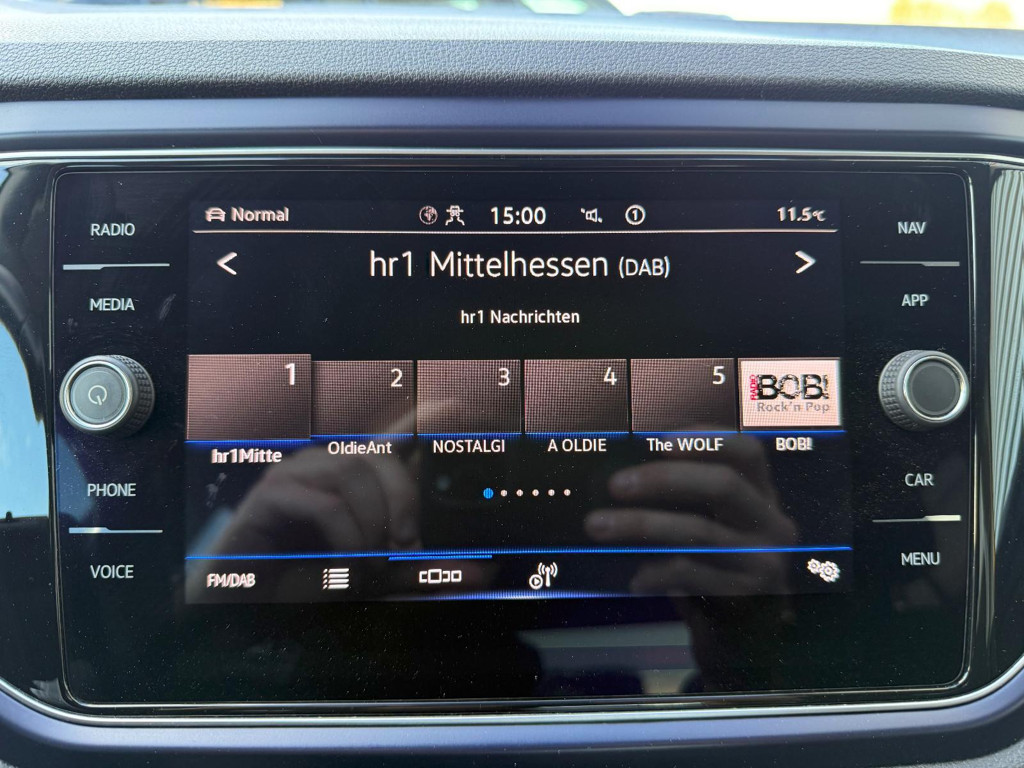 RADIO
MEDIA
PHONE
VOICE
Normal
15:00
1
11.5°C
hr1 Mittelhessen (DAB)
hr1 Nachrichten
1 2 3 4 5
RADIO BOB!
Rock'n Pop
hr1Mitte OldieAnt NOSTALGI A OLDIE The WOLF BOB!
FM/DAB
NAV
APP
CAR
MENU